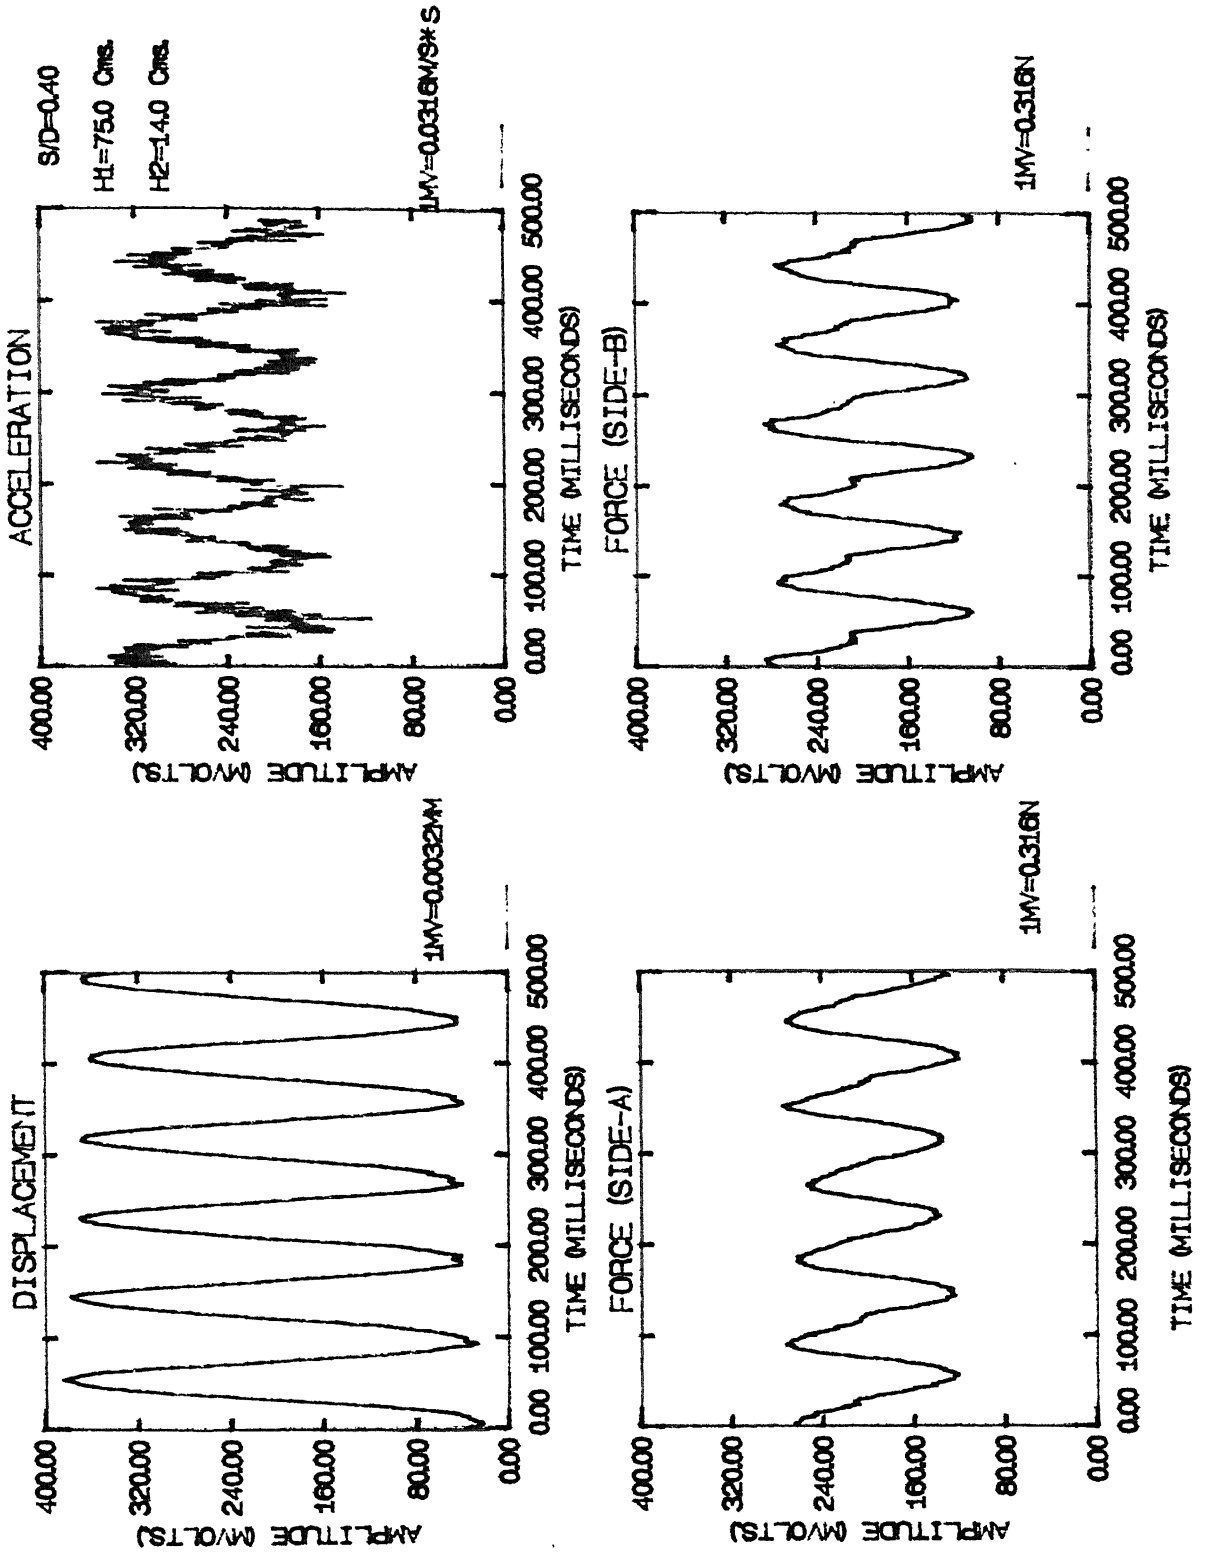 DISPLACEMENT
400.00
320.00
240.00
160.00
80.00
0.00
AMPLITUDE (MVOLTS)
0.00 100.00 200.00 300.00 400.00 500.00
TIME (MILLISECONDS)
1MV=0.0032MM
ACCELERATION
400.00
320.00
240.00
160.00
80.00
0.00
AMPLITUDE (MVOLTS)
0.00 100.00 200.00 300.00 400.00 500.00
TIME (MILLISECONDS)
S/D=0.40
H1=75.0 Cms.
H2=14.0 Cms.
1MV=0.0316M/S*S
FORCE (SIDE-A)
400.00
320.00
240.00
160.00
80.00
0.00
AMPLITUDE (MVOLTS)
0.00 100.00 200.00 300.00 400.00 500.00
TIME (MILLISECONDS)
1MV=0.316N
FORCE (SIDE-B)
400.00
320.00
240.00
160.00
80.00
0.00
AMPLITUDE (MVOLTS)
0.00 100.00 200.00 300.00 400.00 500.00
TIME (MILLISECONDS)
1MV=0.316N